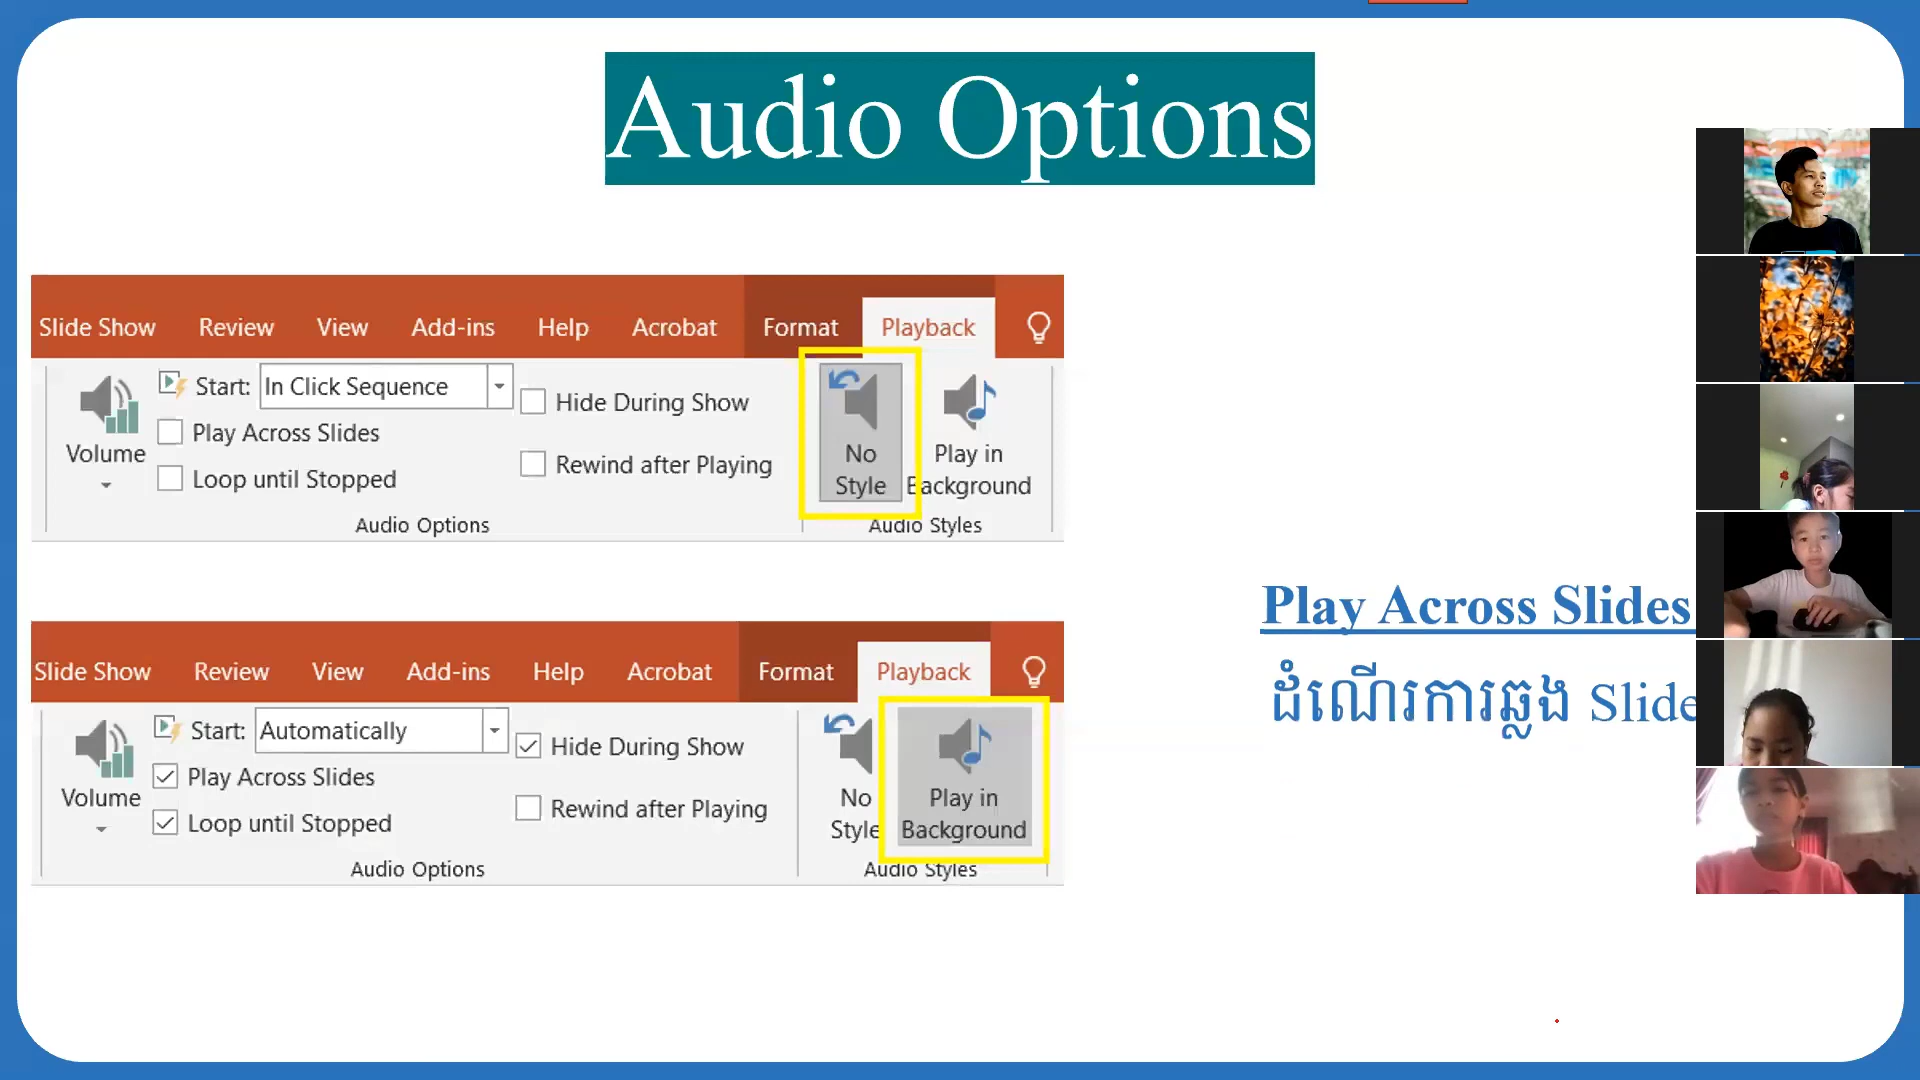 Audio Options
Slide Show Review View Add-ins Help Acrobat Format Playback
Start: In Click Sequence
Hide During Show
Play Across Slides
Rewind after Playing
Loop until Stopped
Volume
No Style
Play in Background
Audio Options
Audio Styles
Slide Show Review View Add-ins Help Acrobat Format Playback
Start: Automatically
Hide During Show
Play Across Slides
Rewind after Playing
Loop until Stopped
Volume
No Style
Play in Background
Audio Options
Audio Styles
Play Across Slides
ដំណើរការឆ្លង Slide